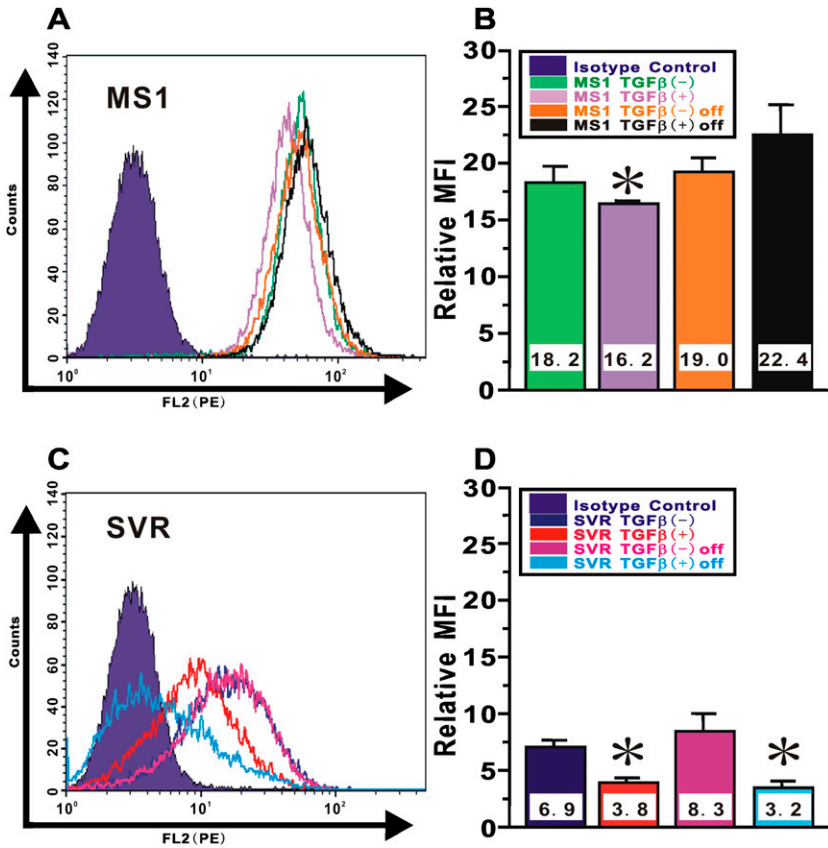 A
140
120
100
80
60
40
20
0
Counts
MS1
10⁰
10¹
10²
FL2(PE)
B
30
25
20
15
10
5
0
Relative MFI
Isotype Control
MS1 TGFβ(-)
MS1 TGFβ(+)
MS1 TGFβ(-) off
MS1 TGFβ(+) off
*
18.2
16.2
19.0
22.4
C
140
120
100
80
60
40
20
0
Counts
SVR
10⁰
10¹
10²
FL2(PE)
D
30
25
20
15
10
5
0
Relative MFI
Isotype Control
SVR TGFβ(-)
SVR TGFβ(+)
SVR TGFβ(-) off
SVR TGFβ(+) off
*
*
6.9
3.8
8.3
3.2